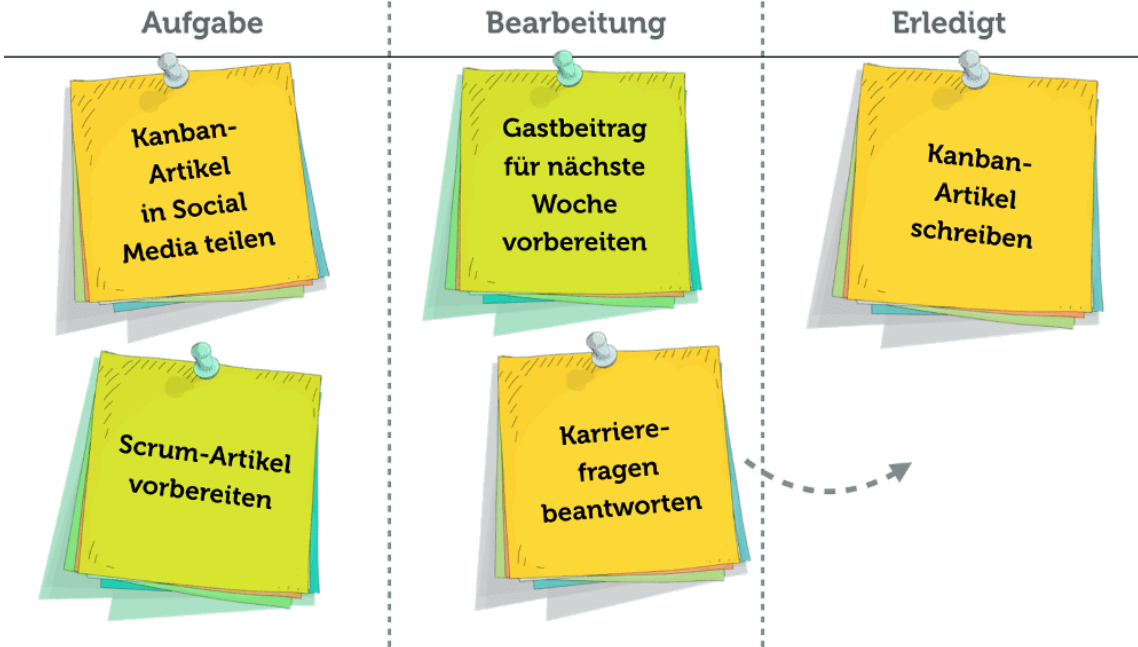 Aufgabe
Bearbeitung
Erledigt
Kanban-
Artikel
in Social
Media teilen
Gastbeitrag
für nächste
Woche
vorbereiten
Kanban-
Artikel
schreiben
Scrum-Artikel
vorbereiten
Karriere-
fragen
beantworten